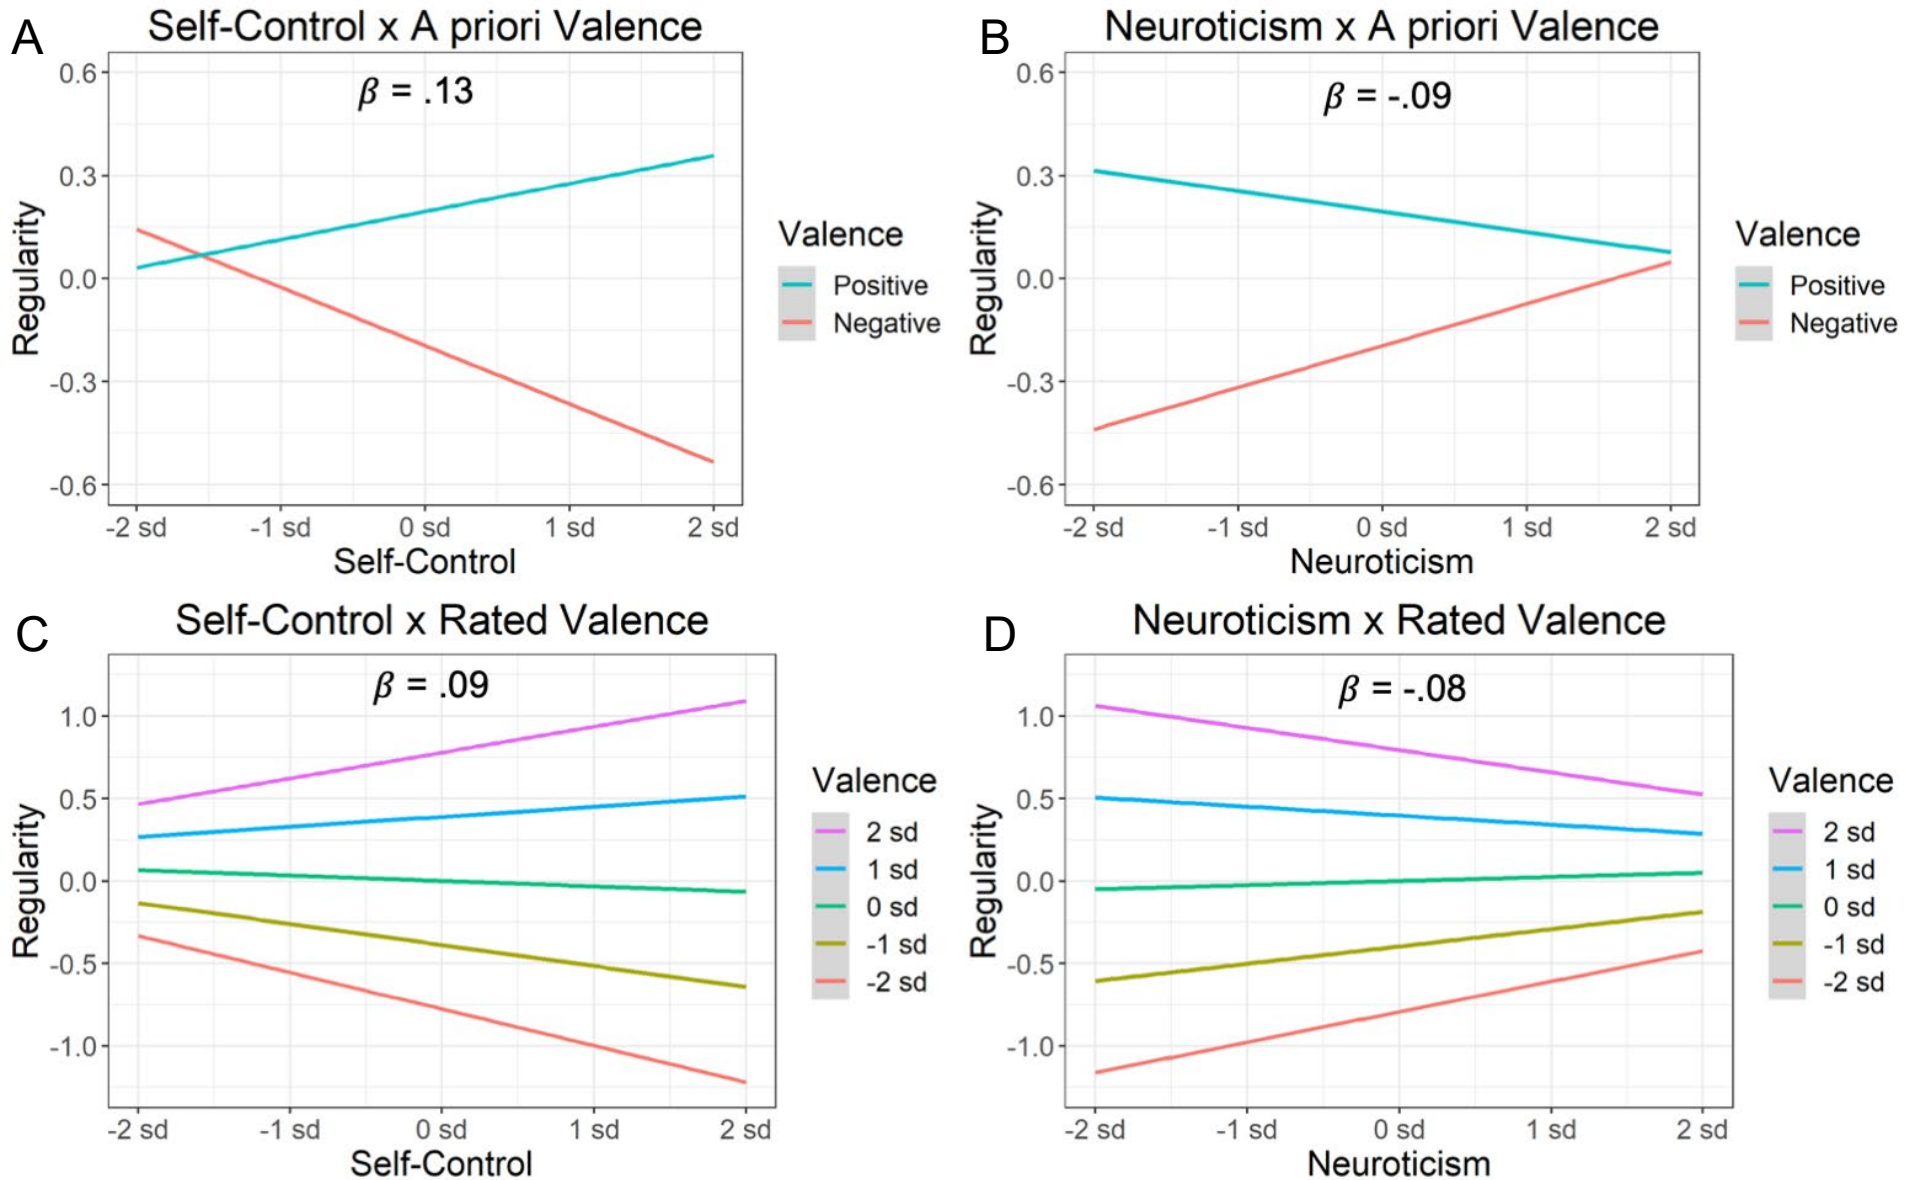 A
Self-Control x A priori Valence
β = .13
0.6
0.3
0.0
-0.3
-0.6
Regularity
-2 sd
-1 sd
0 sd
1 sd
2 sd
Self-Control
Valence
Positive
Negative
B
Neuroticism x A priori Valence
β = -.09
0.6
0.3
0.0
-0.3
-0.6
Regularity
-2 sd
-1 sd
0 sd
1 sd
2 sd
Neuroticism
Valence
Positive
Negative
C
Self-Control x Rated Valence
β = .09
1.0
0.5
0.0
-0.5
-1.0
Regularity
-2 sd
-1 sd
0 sd
1 sd
2 sd
Self-Control
Valence
2 sd
1 sd
0 sd
-1 sd
-2 sd
D
Neuroticism x Rated Valence
β = -.08
1.0
0.5
0.0
-0.5
-1.0
Regularity
-2 sd
-1 sd
0 sd
1 sd
2 sd
Neuroticism
Valence
2 sd
1 sd
0 sd
-1 sd
-2 sd